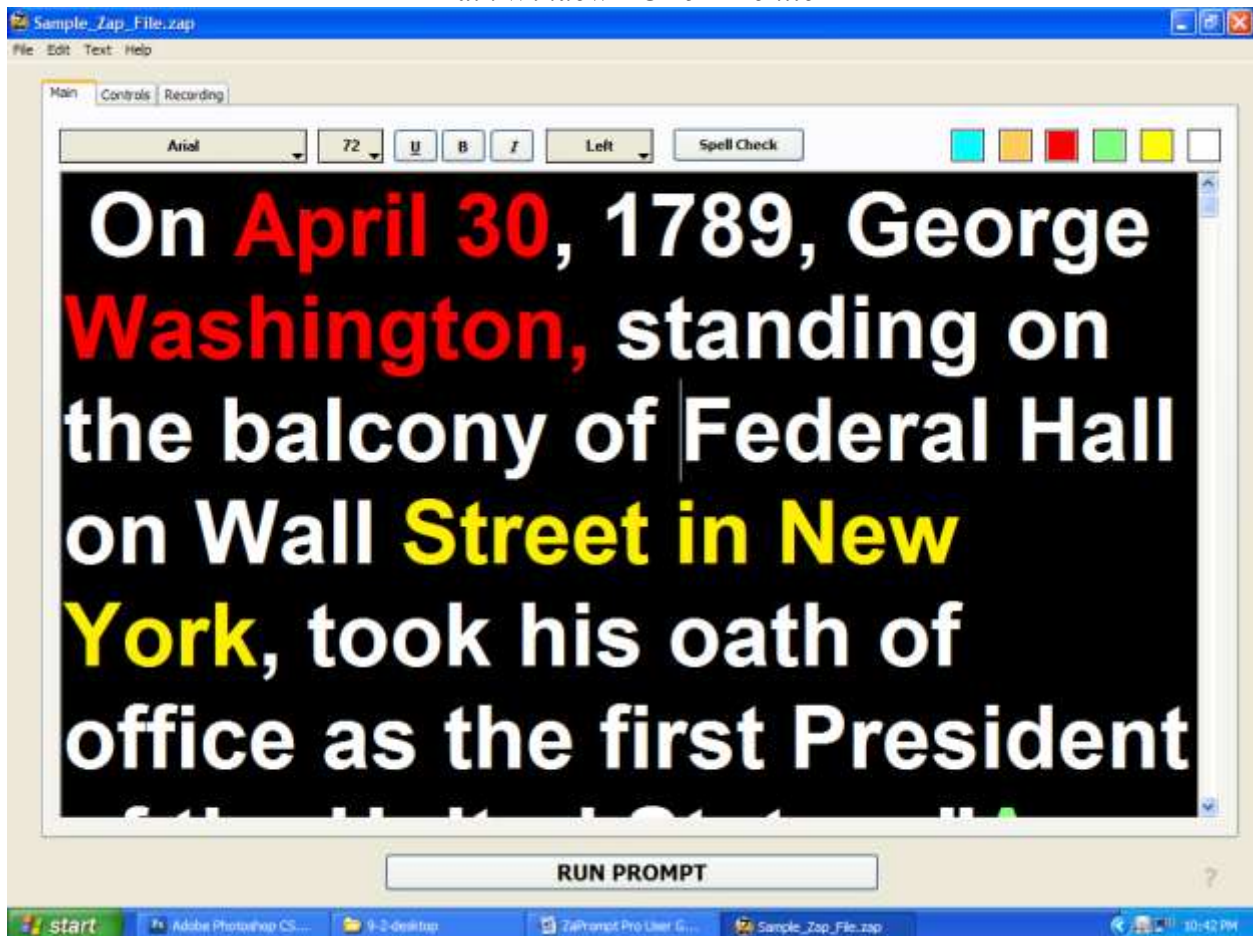 Sample_Zap_File.zap
File Edit Text Help
Main Controls Recording
Arial 72 U B I Left Spell Check
On April 30, 1789, George
Washington, standing on
the balcony of Federal Hall
on Wall Street in New
York, took his oath of
office as the first President
RUN PROMPT
?
start Adobe Photoshop CS.... 9-2-desktop ZaPrompt Pro User G... Sample_Zap_File.zap 10:42 PM